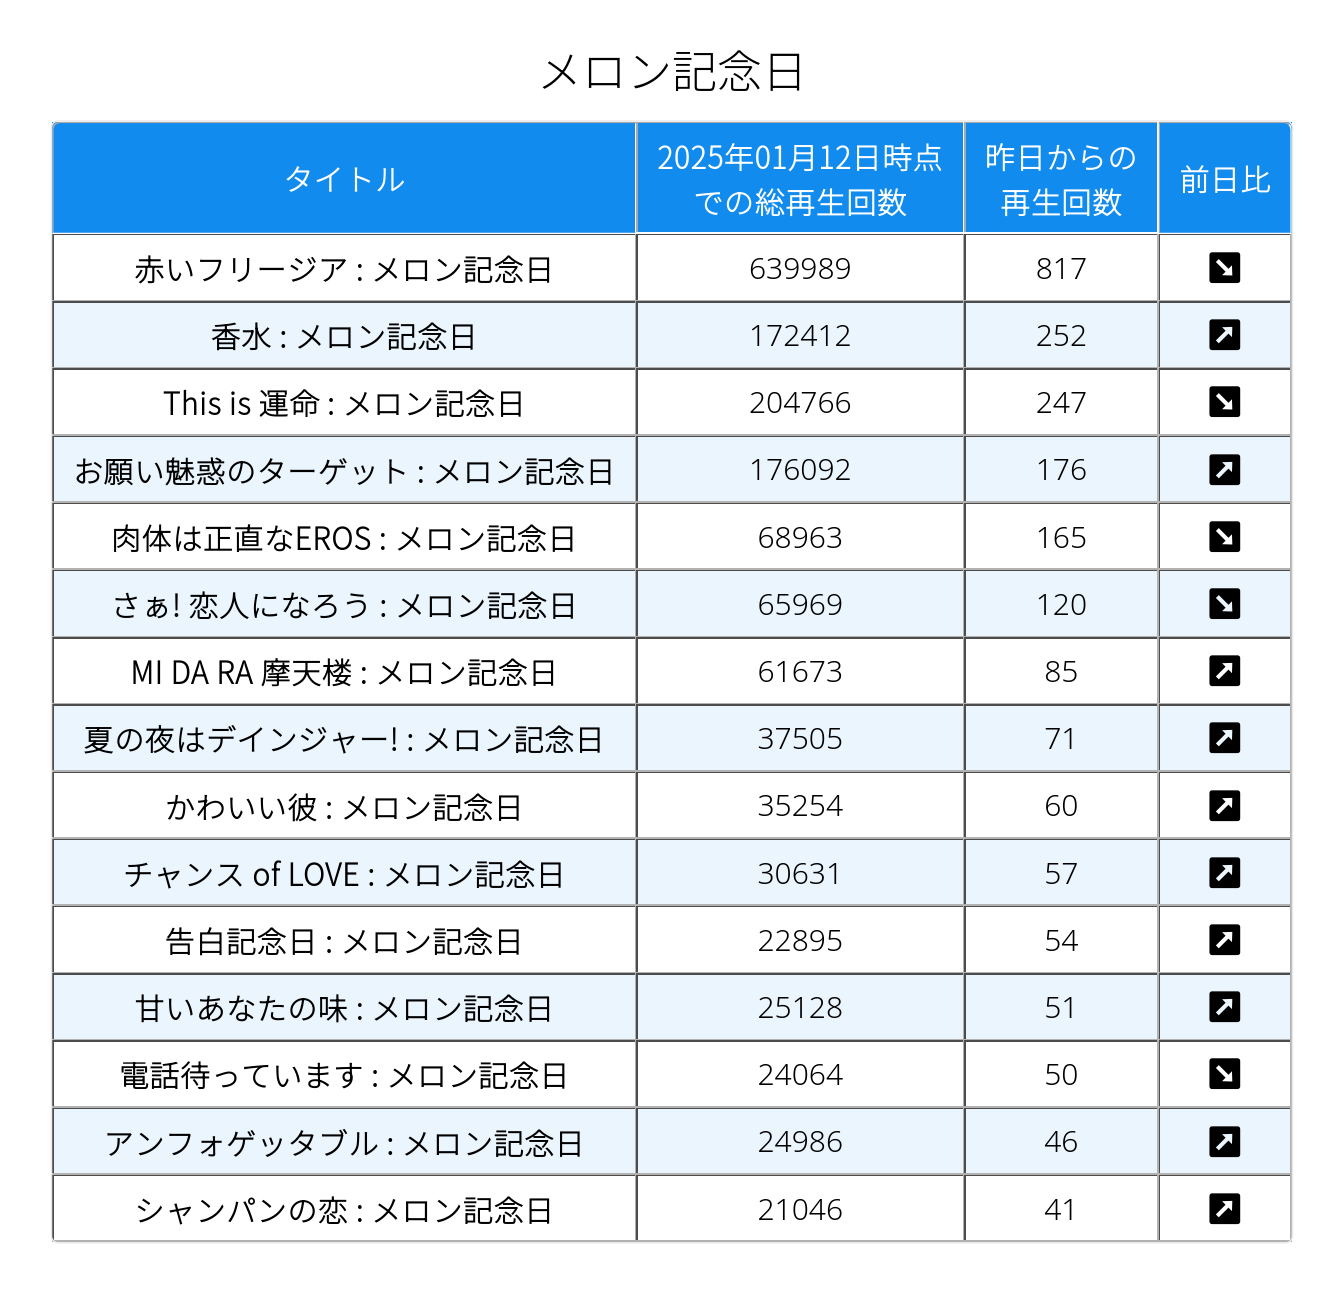 メロン記念日
タイトル
2025年01月12日時点
での総再生回数
昨日からの
再生回数
前日比
赤いフリージア : メロン記念日 639989 817 ↘
香水 : メロン記念日 172412 252 ↗
This is 運命 : メロン記念日 204766 247 ↘
お願い魅惑のターゲット : メロン記念日 176092 176 ↗
肉体は正直なEROS : メロン記念日 68963 165 ↘
さぁ! 恋人になろう : メロン記念日 65969 120 ↘
MI DA RA 摩天楼 : メロン記念日 61673 85 ↗
夏の夜はデインジャー! : メロン記念日 37505 71 ↗
かわいい彼 : メロン記念日 35254 60 ↗
チャンス of LOVE : メロン記念日 30631 57 ↗
告白記念日 : メロン記念日 22895 54 ↗
甘いあなたの味 : メロン記念日 25128 51 ↗
電話待っています : メロン記念日 24064 50 ↘
アンフォゲッタブル : メロン記念日 24986 46 ↗
シャンパンの恋 : メロン記念日 21046 41 ↗